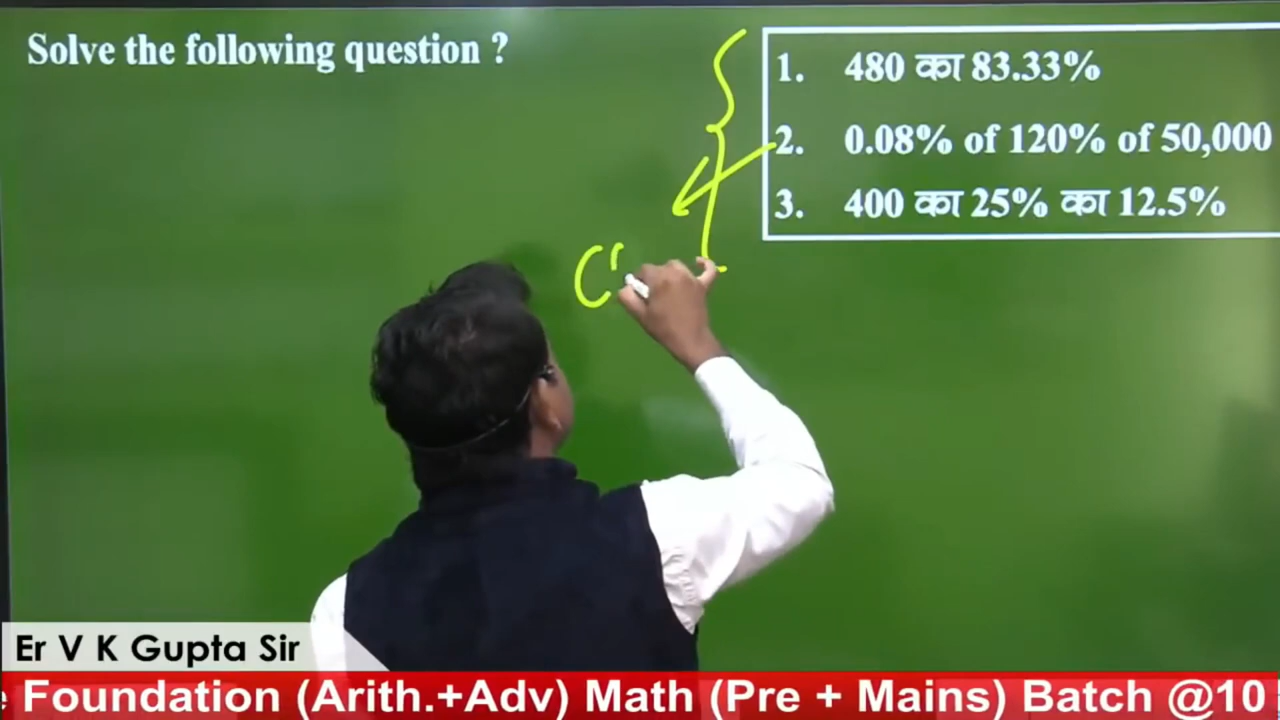 Solve the following question ?
1. 480 का 83.33%
2. 0.08% of 120% of 50,000
3. 400 का 25% का 12.5%
Er V K Gupta Sir
Foundation (Arith.+Adv) Math (Pre + Mains) Batch @10